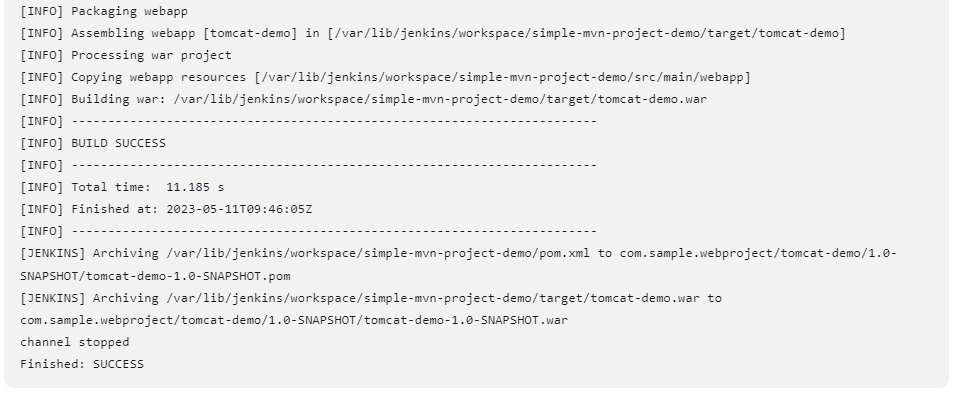 [INFO] Packaging webapp
[INFO] Assembling webapp [tomcat-demo] in [/var/lib/jenkins/workspace/simple-mvn-project-demo/target/tomcat-demo]
[INFO] Processing war project
[INFO] Copying webapp resources [/var/lib/jenkins/workspace/simple-mvn-project-demo/src/main/webapp]
[INFO] Building war: /var/lib/jenkins/workspace/simple-mvn-project-demo/target/tomcat-demo.war
[INFO] ------------------------------------------------------------------------
[INFO] BUILD SUCCESS
[INFO] ------------------------------------------------------------------------
[INFO] Total time:  11.185 s
[INFO] Finished at: 2023-05-11T09:46:05Z
[INFO] ------------------------------------------------------------------------
[JENKINS] Archiving /var/lib/jenkins/workspace/simple-mvn-project-demo/pom.xml to com.sample.webproject/tomcat-demo/1.0-
SNAPSHOT/tomcat-demo-1.0-SNAPSHOT.pom
[JENKINS] Archiving /var/lib/jenkins/workspace/simple-mvn-project-demo/target/tomcat-demo.war to
com.sample.webproject/tomcat-demo/1.0-SNAPSHOT/tomcat-demo-1.0-SNAPSHOT.war
channel stopped
Finished: SUCCESS